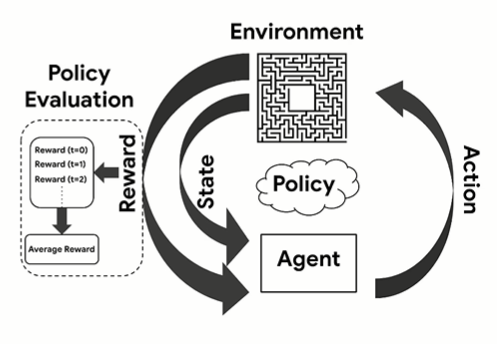 Environment
Policy
Evaluation
Reward (t=0)
Reward (t=1)
Reward (t=2)
Average Reward
Reward
State
Policy
Agent
Action